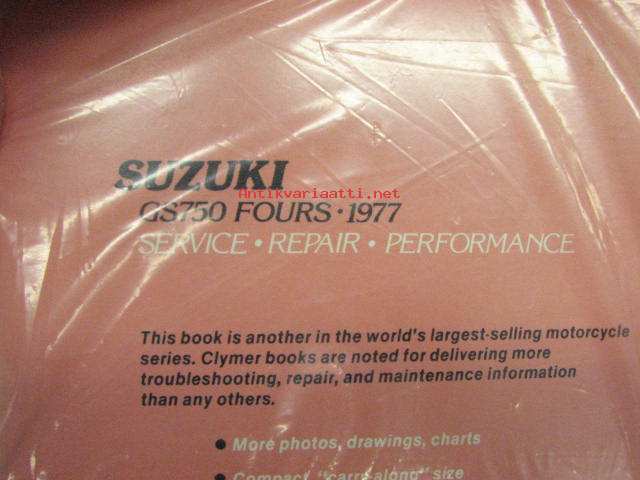 SUZUKI
Antikvariaatti.net
GS750 FOURS • 1977
SERVICE • REPAIR • PERFORMANCE
This book is another in the world's largest-selling motorcycle
series. Clymer books are noted for delivering more
troubleshooting, repair, and maintenance information
than any others.
• More photos, drawings, charts
• Compact, "carry-along" size